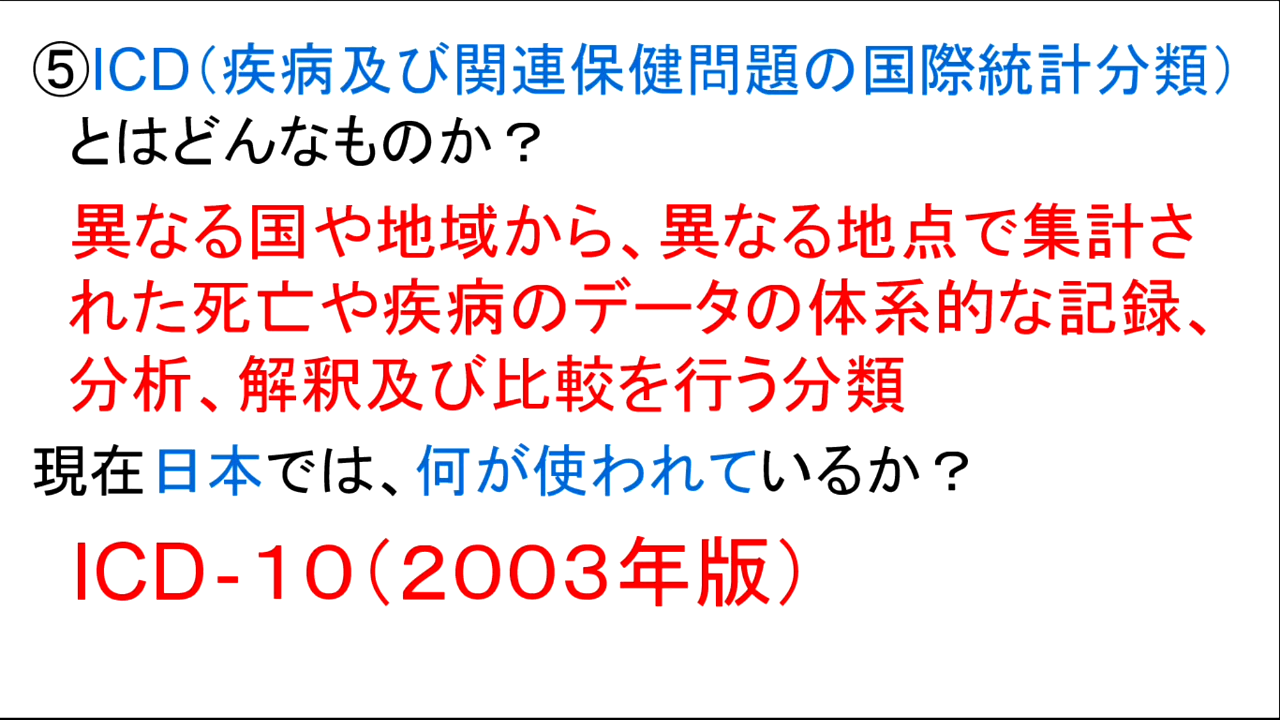 ⑤ICD(疾病及び関連保健問題の国際統計分類)
とはどんなものか？
異なる国や地域から、異なる地点で集計さ
れた死亡や疾病のデータの体系的な記録、
分析、解釈及び比較を行う分類
現在日本では、何が使われているか？
ICD-10(2003年版)